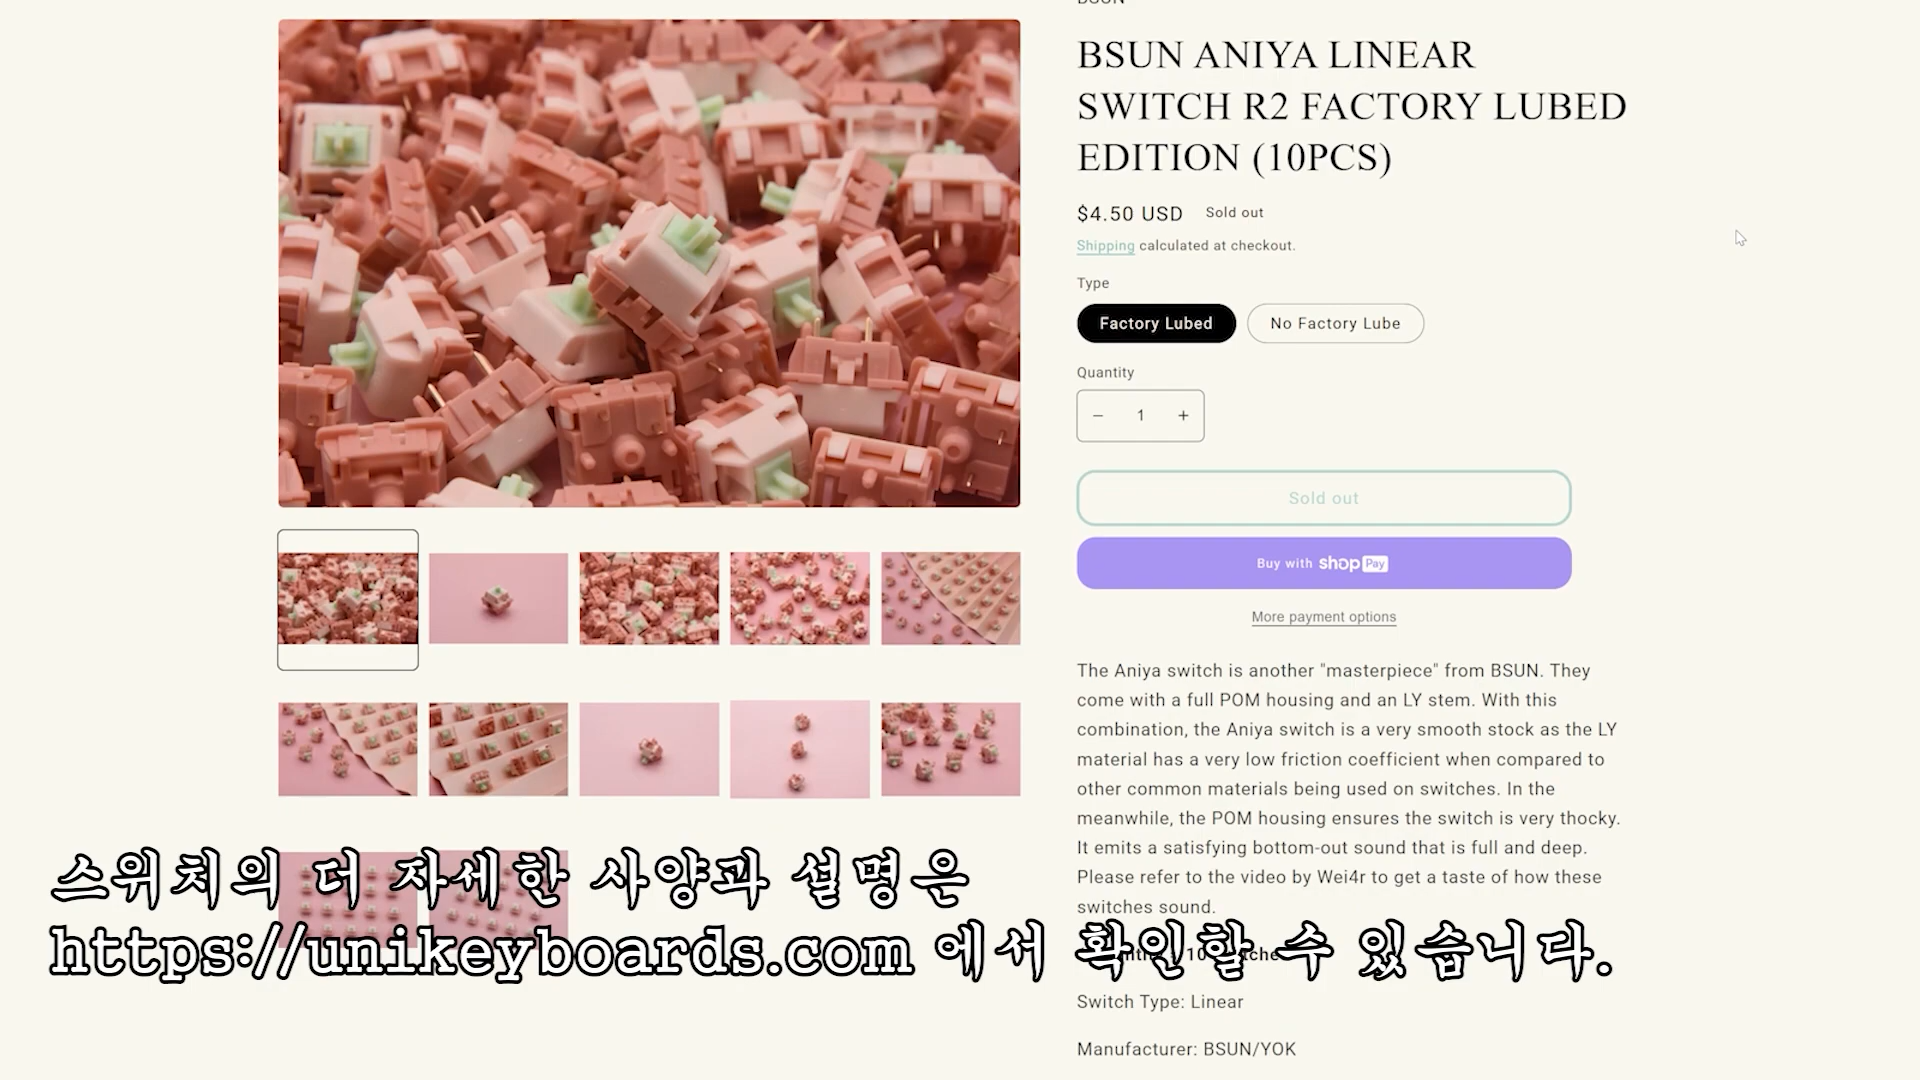 BSUN
BSUN ANIYA LINEAR
SWITCH R2 FACTORY LUBED
EDITION (10PCS)
$4.50 USD Sold out
Shipping calculated at checkout.
Type
Factory Lubed No Factory Lube
Quantity
− 1 +
Sold out
Buy with shop Pay
More payment options
The Aniya switch is another "masterpiece" from BSUN. They
come with a full POM housing and an LY stem. With this
combination, the Aniya switch is a very smooth stock as the LY
material has a very low friction coefficient when compared to
other common materials being used on switches. In the
meanwhile, the POM housing ensures the switch is very thocky.
It emits a satisfying bottom-out sound that is full and deep.
Please refer to the video by Wei4r to get a taste of how these
switches sound.
스위치의 더 자세한 사양과 설명은
https://unikeyboards.com 에서 확인할 수 있습니다.
Switch Type: Linear
Manufacturer: BSUN/YOK